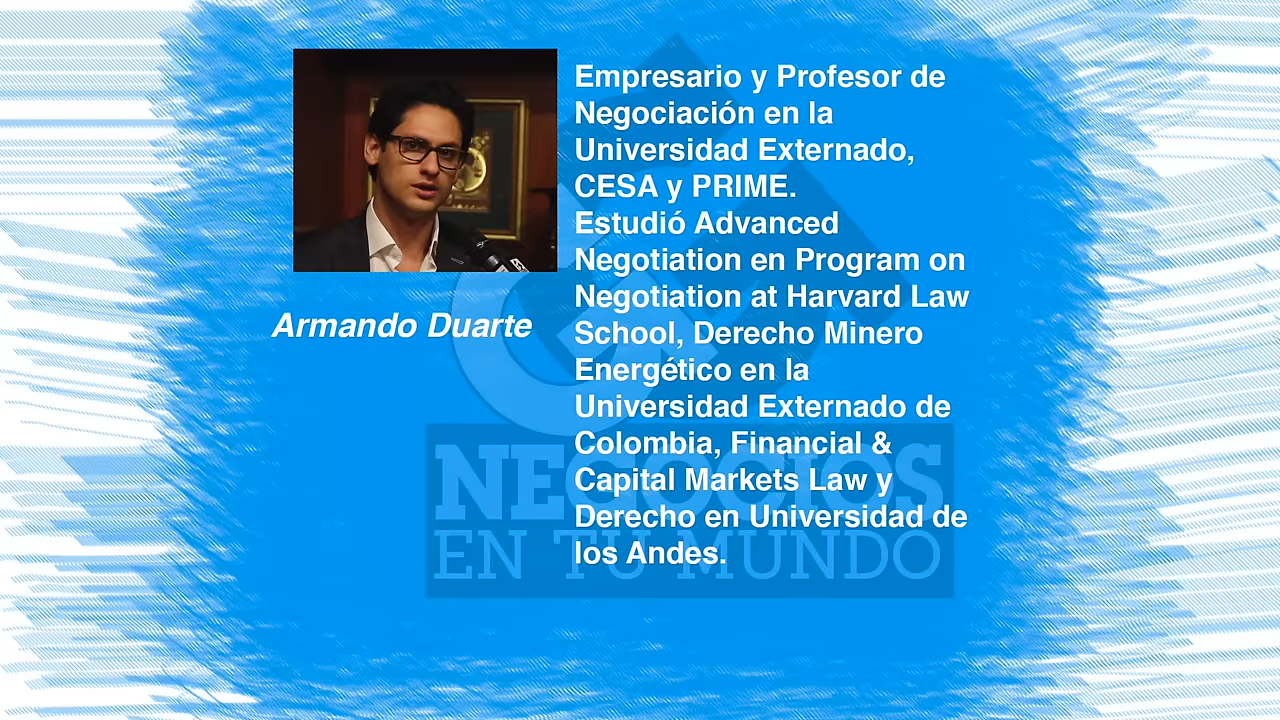 Empresario y Profesor de
Negociación en la
Universidad Externado,
CESA y PRIME.
Estudió Advanced
Negotiation en Program on
Negotiation at Harvard Law
School, Derecho Minero
Energético en la
Universidad Externado de
Colombia, Financial &
Capital Markets Law y
Derecho en Universidad de
los Andes.
Armando Duarte
NEGOCIOS
EN TU MUNDO